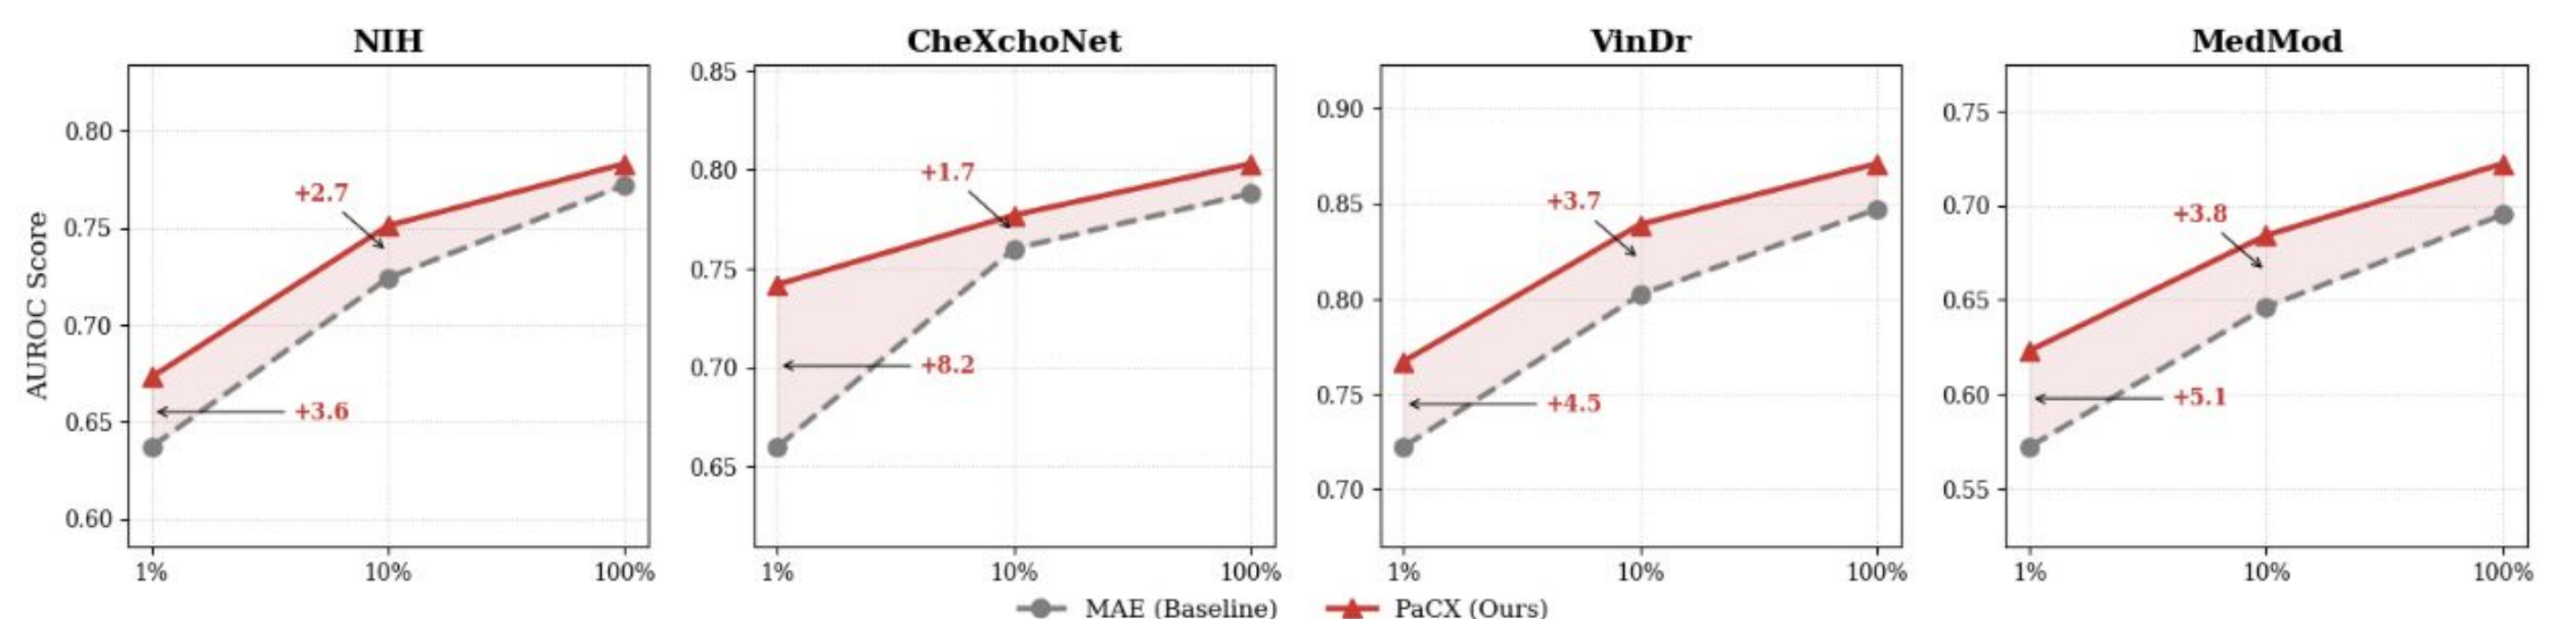 NIH
CheXchoNet
VinDr
MedMod
AUROC Score
0.80
0.75
0.70
0.65
0.60
+2.7
+3.6
1% 10% 100%
0.85
0.80
0.75
0.70
0.65
+1.7
+8.2
1% 10% 100%
0.90
0.85
0.80
0.75
0.70
+3.7
+4.5
1% 10% 100%
0.75
0.70
0.65
0.60
0.55
+3.8
+5.1
1% 10% 100%
MAE (Baseline) PaCX (Ours)